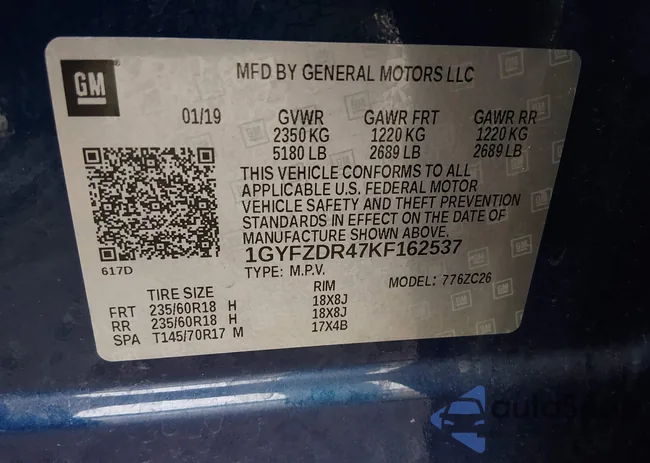 GM
MFD BY GENERAL MOTORS LLC
01/19 GVWR GAWR FRT GAWR RR
2350 KG 1220 KG 1220 KG
5180 LB 2689 LB 2689 LB
THIS VEHICLE CONFORMS TO ALL
APPLICABLE U.S. FEDERAL MOTOR
VEHICLE SAFETY AND THEFT PREVENTION
STANDARDS IN EFFECT ON THE DATE OF
MANUFACTURE SHOWN ABOVE.
617D 1GYFZDR47KF162537
TYPE: M.P.V. MODEL: 776ZC26
TIRE SIZE RIM
FRT 235/60R18 H 18X8J
RR 235/60R18 H 18X8J
SPA T145/70R17 M 17X4B